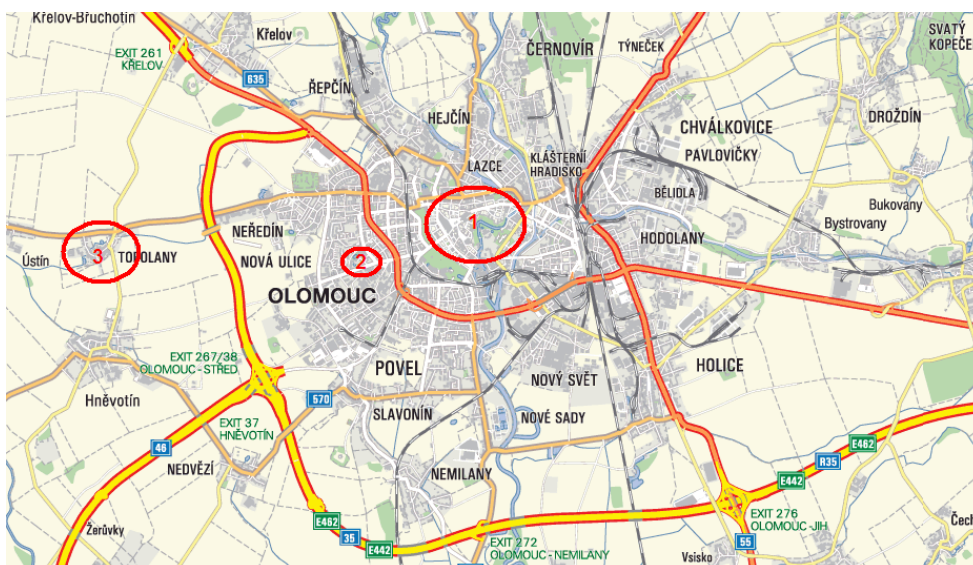 Křelov-Břuchotín
Křelov
EXIT 261
KŘELOV
635
ŘEPČÍN
ČERNOVÍR
TÝNEČEK
SVATÝ
KOPEČE
DROŽDÍN
HEJČÍN
LAZCE
KLÁŠTERNÍ
HRADISKO
CHVÁLKOVICE
PAVLOVIČKY
BĚLIDLA
Bukovany
Bystrovany
HODOLANY
1
NEŘEDÍN
3
TOPOLANY
Ústín
NOVÁ ULICE
2
OLOMOUC
EXIT 267/38
OLOMOUC - STŘED
POVEL
NOVÝ SVĚT
HOLICE
Hněvotín
570
SLAVONÍN
NOVÉ SADY
EXIT 37
HNĚVOTÍN
46
NEDVĚZÍ
NEMILANY
E462
R35
E442
EXIT 276
OLOMOUC-JIH
Žerůvky
E462
35
E442
EXIT 272
OLOMOUC - NEMILANY
55
Vsisko